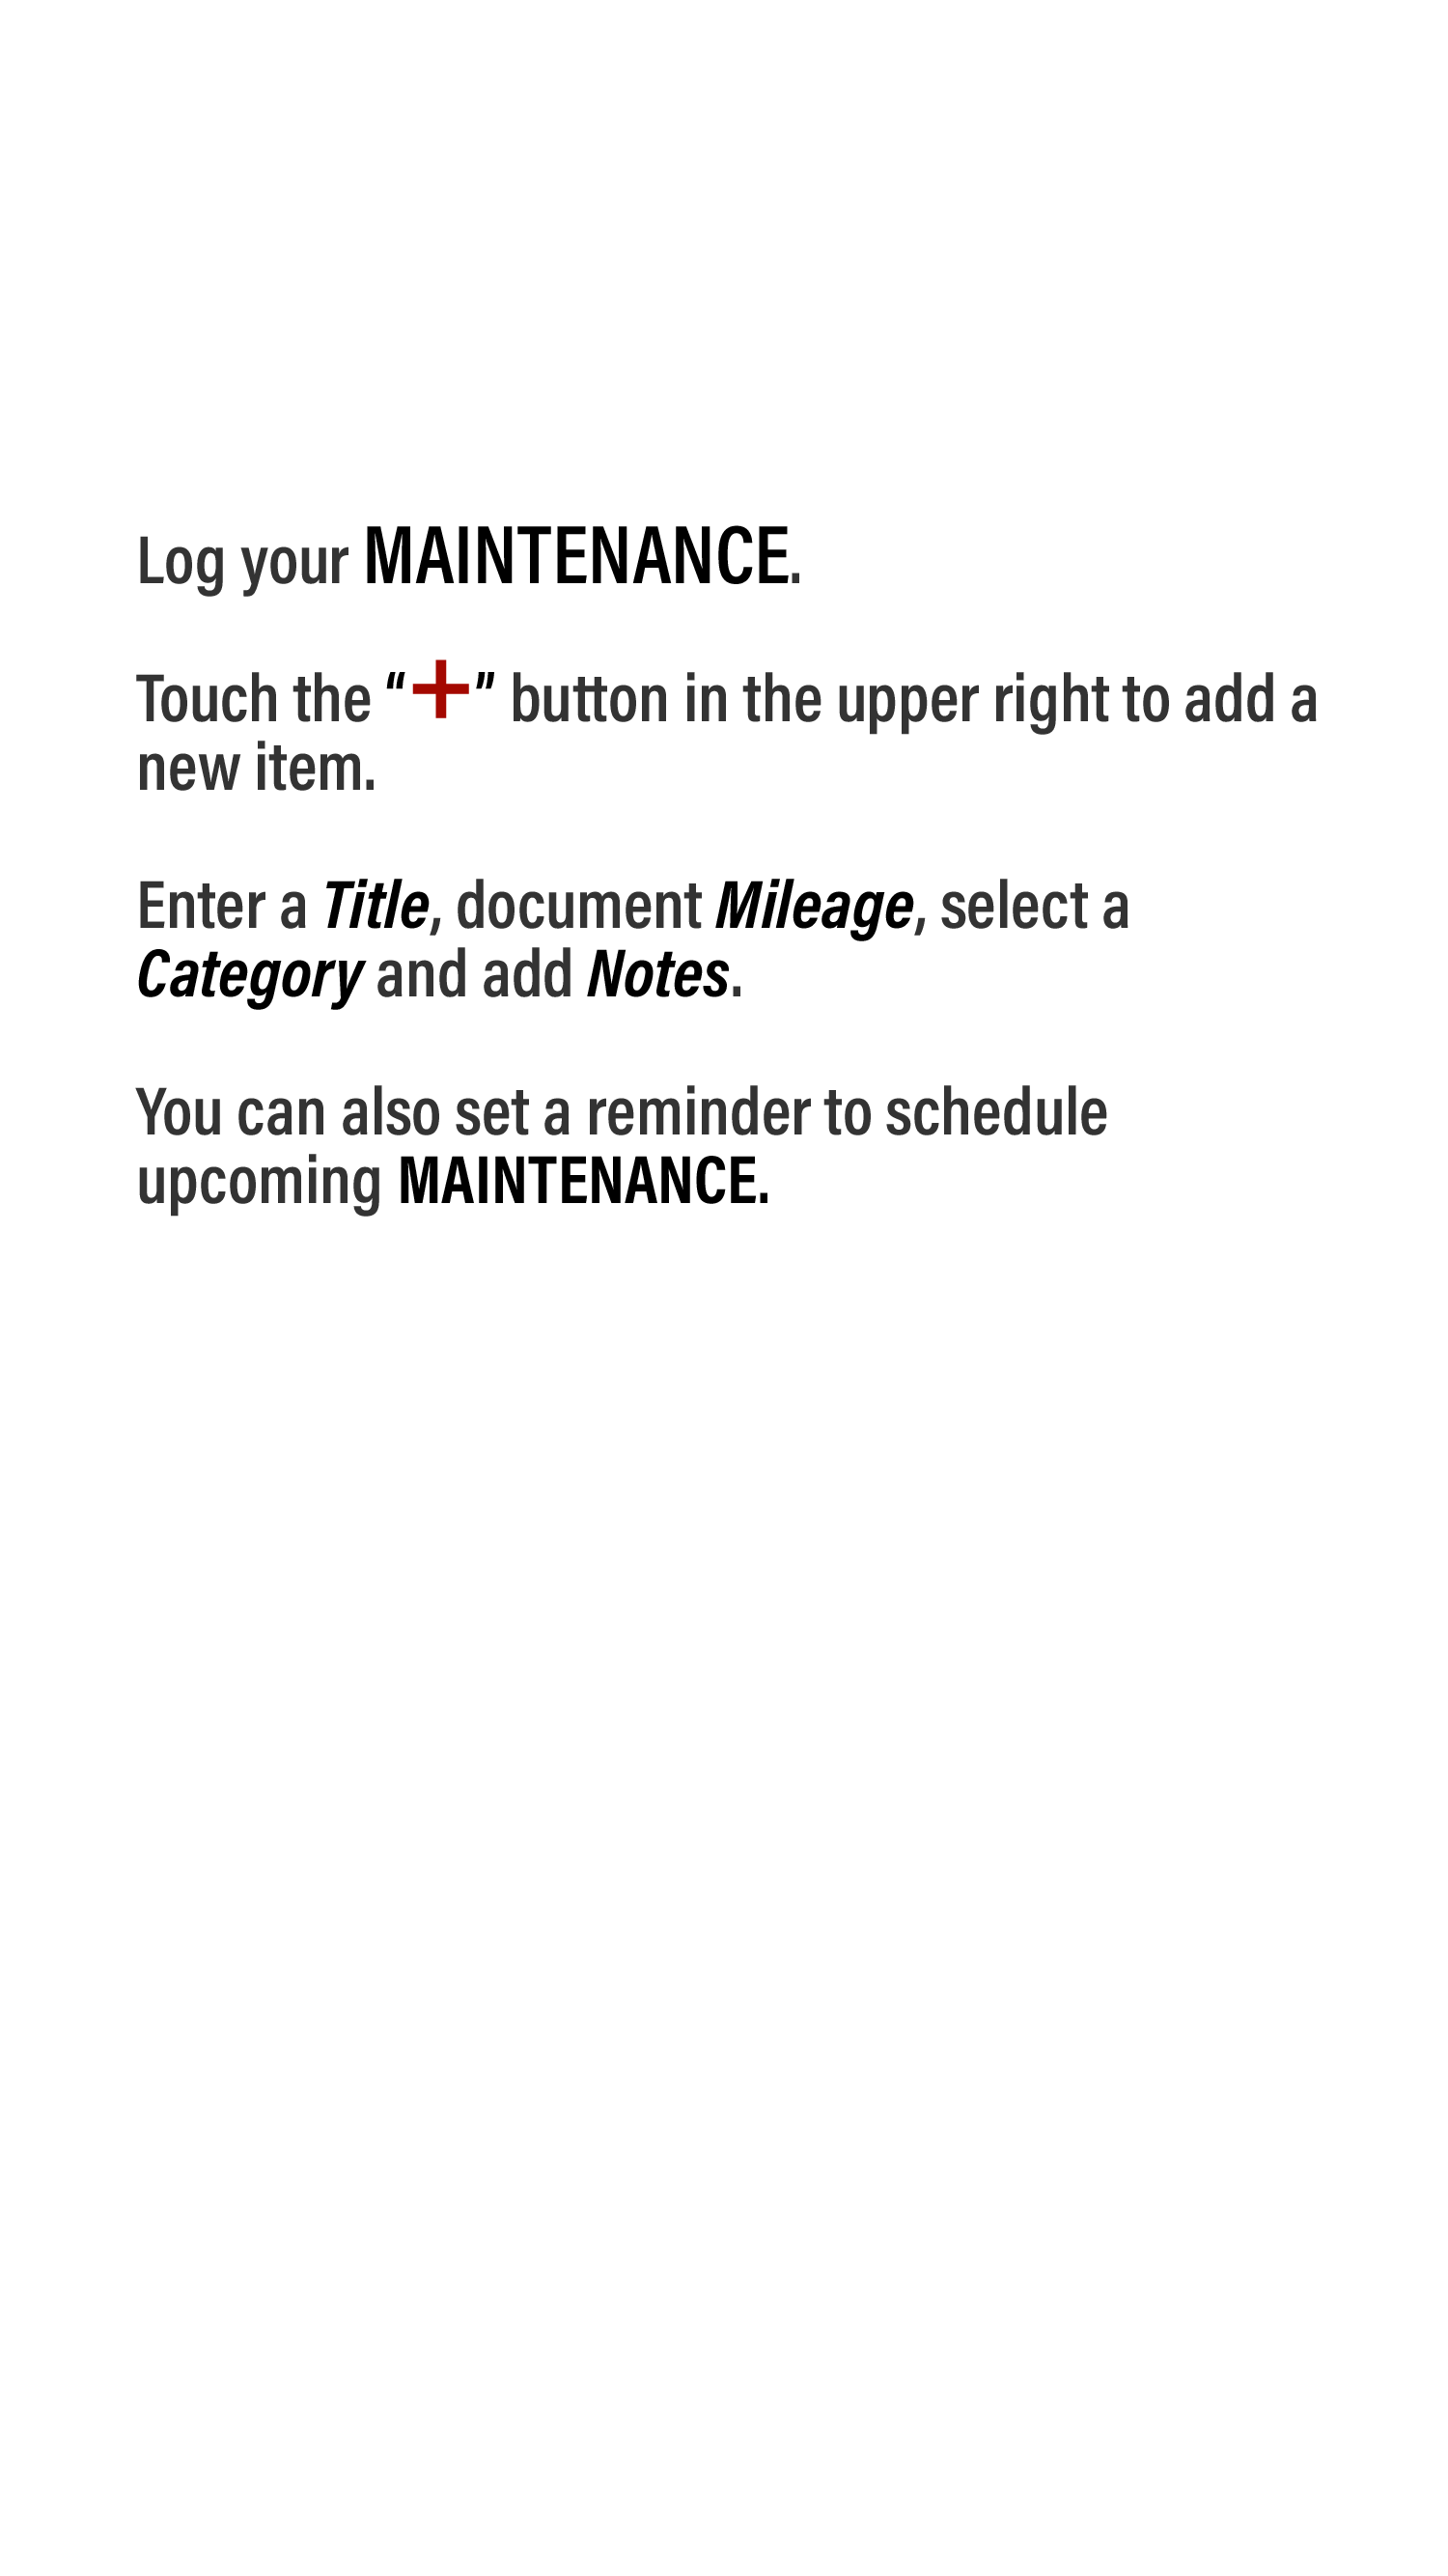 Log your MAINTENANCE.
Touch the “+” button in the upper right to add a
new item.
Enter a Title, document Mileage, select a
Category and add Notes.
You can also set a reminder to schedule
upcoming MAINTENANCE.